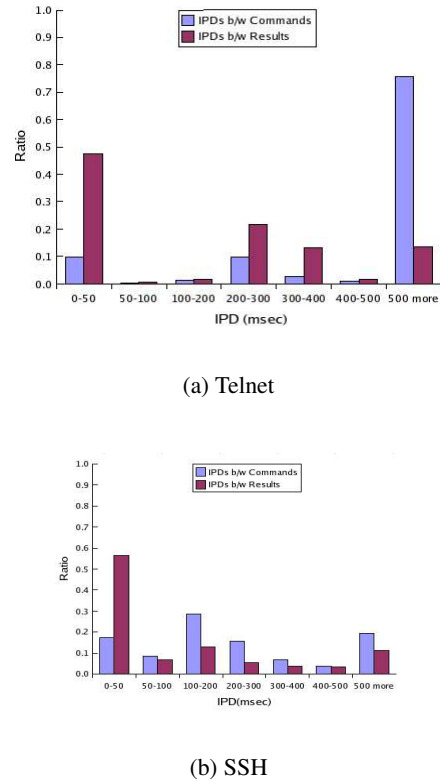 1.0
0.9
0.8
0.7
0.6
0.5
0.4
0.3
0.2
0.1
0.0
Ratio
IPDs b/w Commands
IPDs b/w Results
0-50 50-100 100-200 200-300 300-400 400-500 500 more
IPD (msec)
(a) Telnet
1.0
0.9
0.8
0.7
0.6
0.5
0.4
0.3
0.2
0.1
0.0
Ratio
IPDs b/w Commands
IPDs b/w Results
0-50 50-100 100-200 200-300 300-400 400-500 500 more
IPD(msec)
(b) SSH